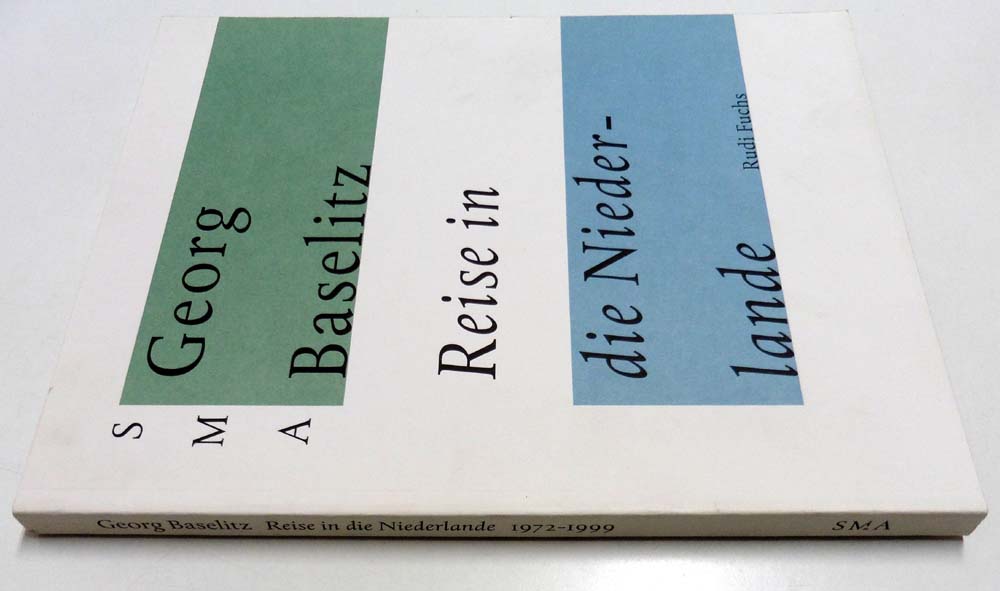 S
M
A
Georg
Baselitz
Reise in
die Nieder-
lande
Rudi Fuchs
Georg Baselitz Reise in die Niederlande 1972-1999 SMA